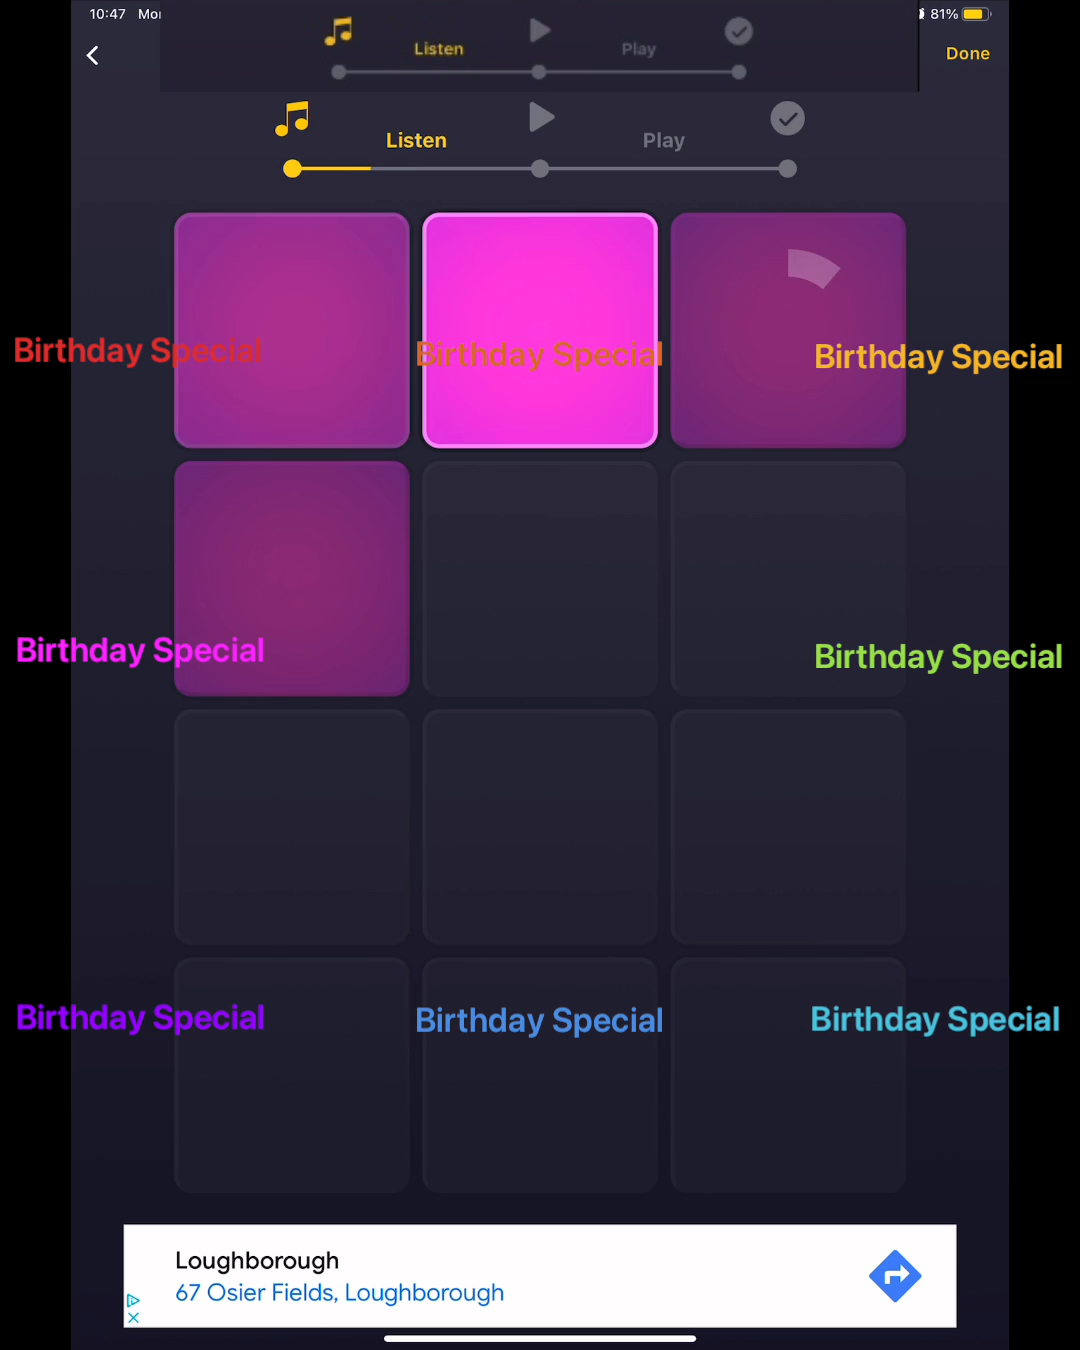 10:47 Mo
81%
Listen
Play
Done
Listen
Play
Birthday Special
Birthday Special
Birthday Special
Birthday Special
Birthday Special
Birthday Special
Birthday Special
Birthday Special
Loughborough
67 Osier Fields, Loughborough